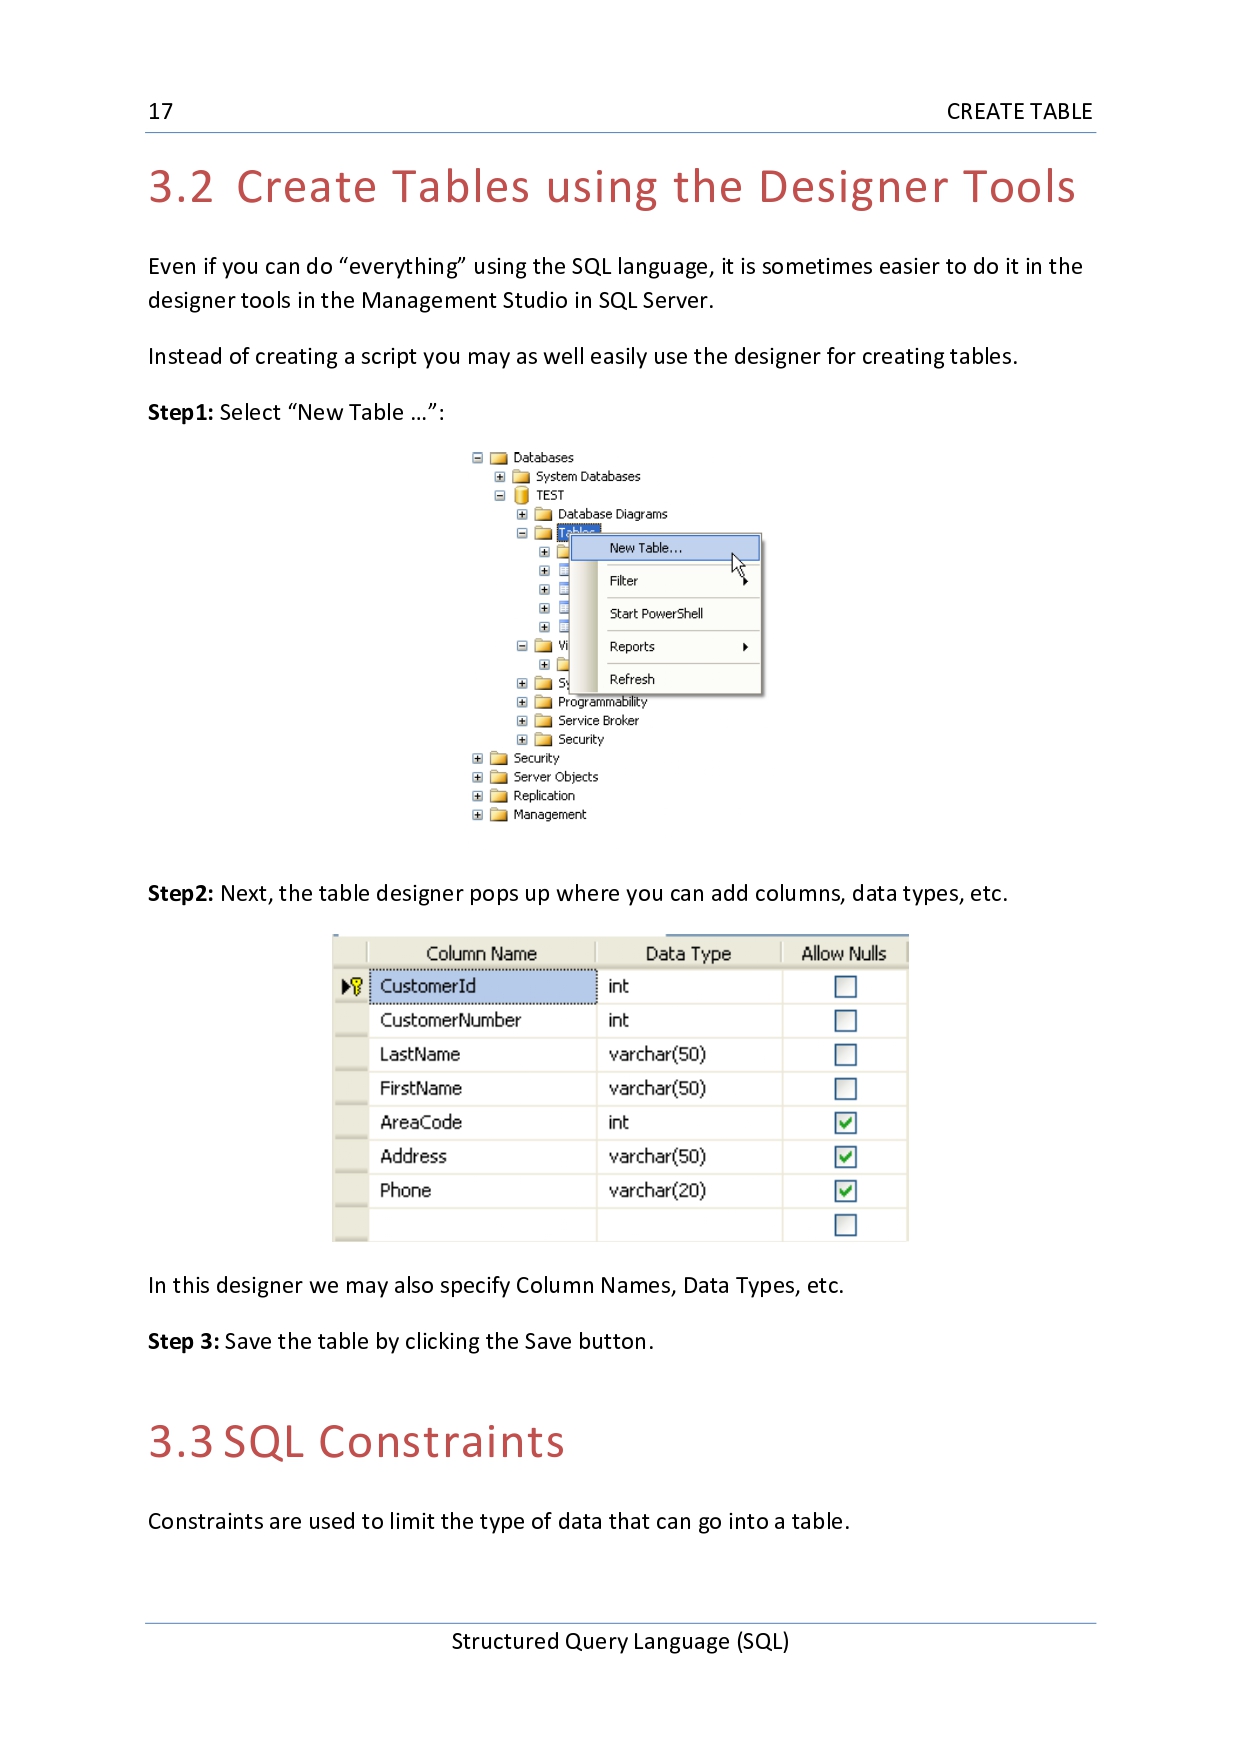 17 CREATE TABLE
3.2 Create Tables using the Designer Tools
Even if you can do “everything” using the SQL language, it is sometimes easier to do it in the
designer tools in the Management Studio in SQL Server.
Instead of creating a script you may as well easily use the designer for creating tables.
Step1: Select “New Table …”:
Databases
System Databases
TEST
Database Diagrams
Tables
New Table...
Filter
Start PowerShell
Reports
Refresh
Programmability
Service Broker
Security
Security
Server Objects
Replication
Management
Step2: Next, the table designer pops up where you can add columns, data types, etc.
Column Name Data Type Allow Nulls
CustomerId int
CustomerNumber int
LastName varchar(50)
FirstName varchar(50)
AreaCode int
Address varchar(50)
Phone varchar(20)
In this designer we may also specify Column Names, Data Types, etc.
Step 3: Save the table by clicking the Save button.
3.3 SQL Constraints
Constraints are used to limit the type of data that can go into a table.
Structured Query Language (SQL)